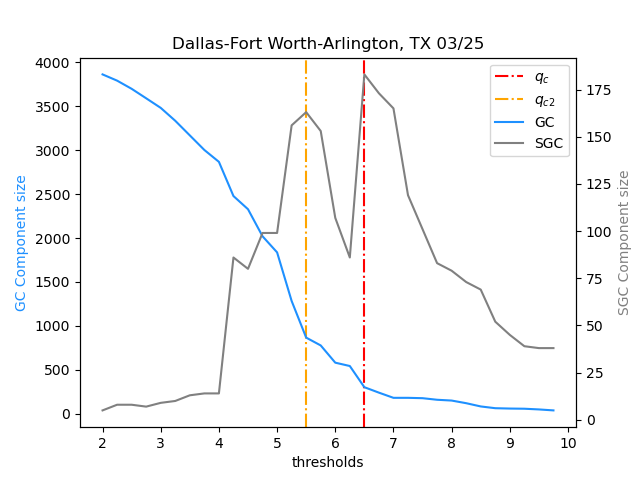 Dallas-Fort Worth-Arlington, TX 03/25
GC Component size
4000
3500
3000
2500
2000
1500
1000
500
0
175
150
125
100
75
50
25
0
SGC Component size
q_c
q_{c2}
GC
SGC
2 3 4 5 6 7 8 9 10
thresholds